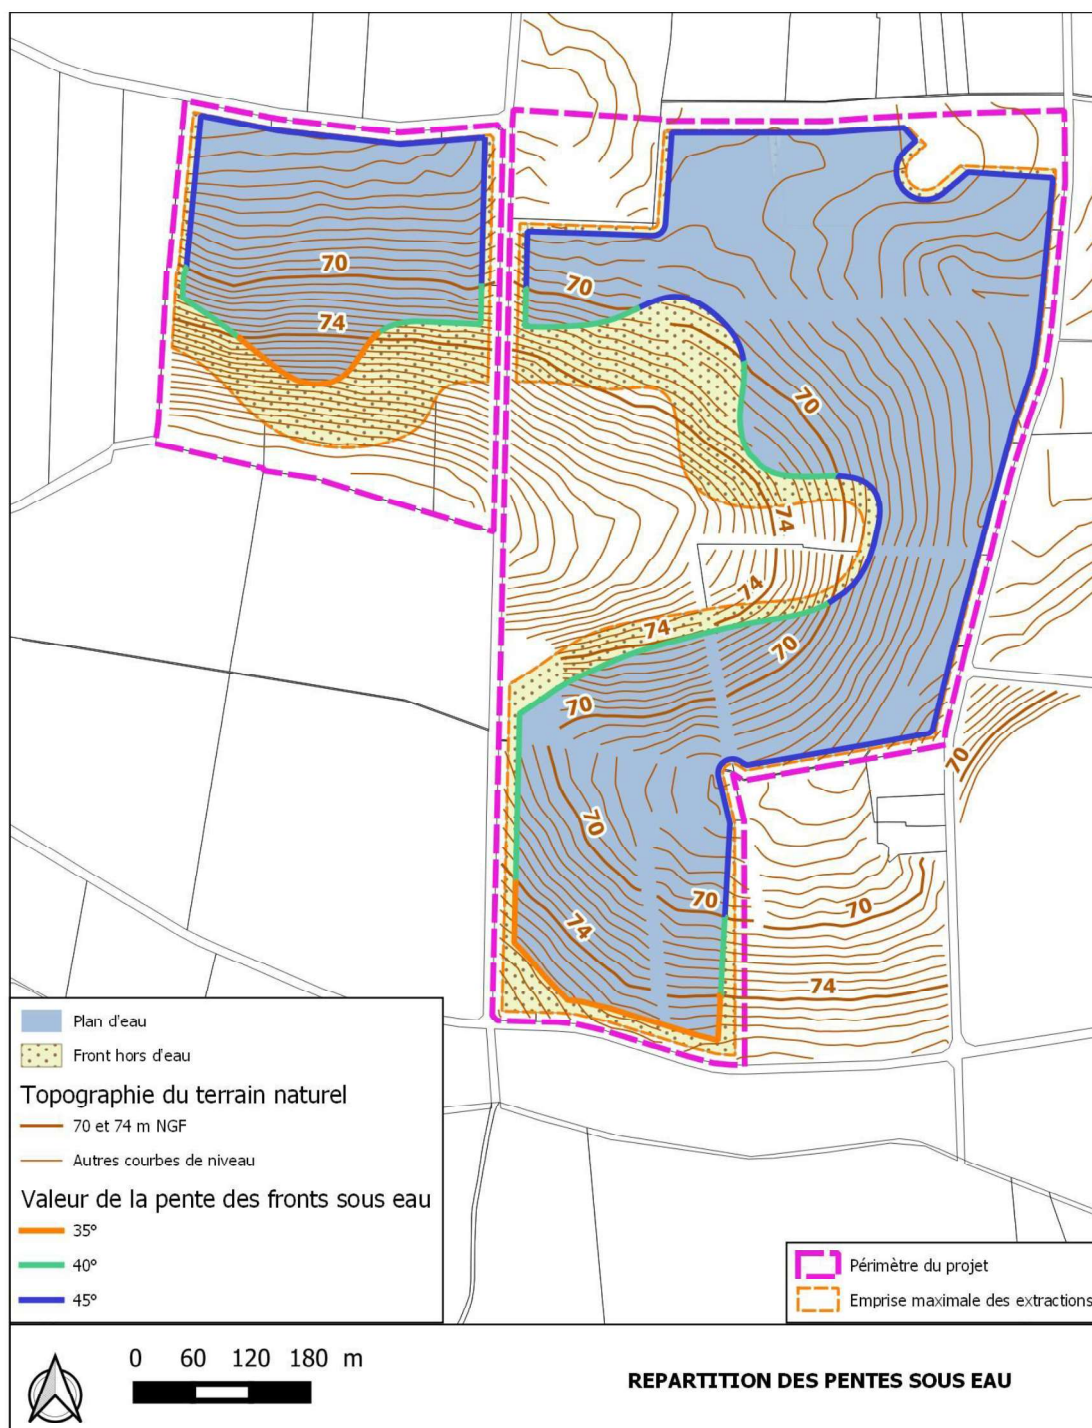 70
74
70
70
74
74
74
70
70
70
70
70
70
74
74
Plan d'eau
Front hors d'eau
Topographie du terrain naturel
70 et 74 m NGF
Autres courbes de niveau
Valeur de la pente des fronts sous eau
35°
40°
45°
Périmètre du projet
Emprise maximale des extractions
0 60 120 180 m
REPARTITION DES PENTES SOUS EAU